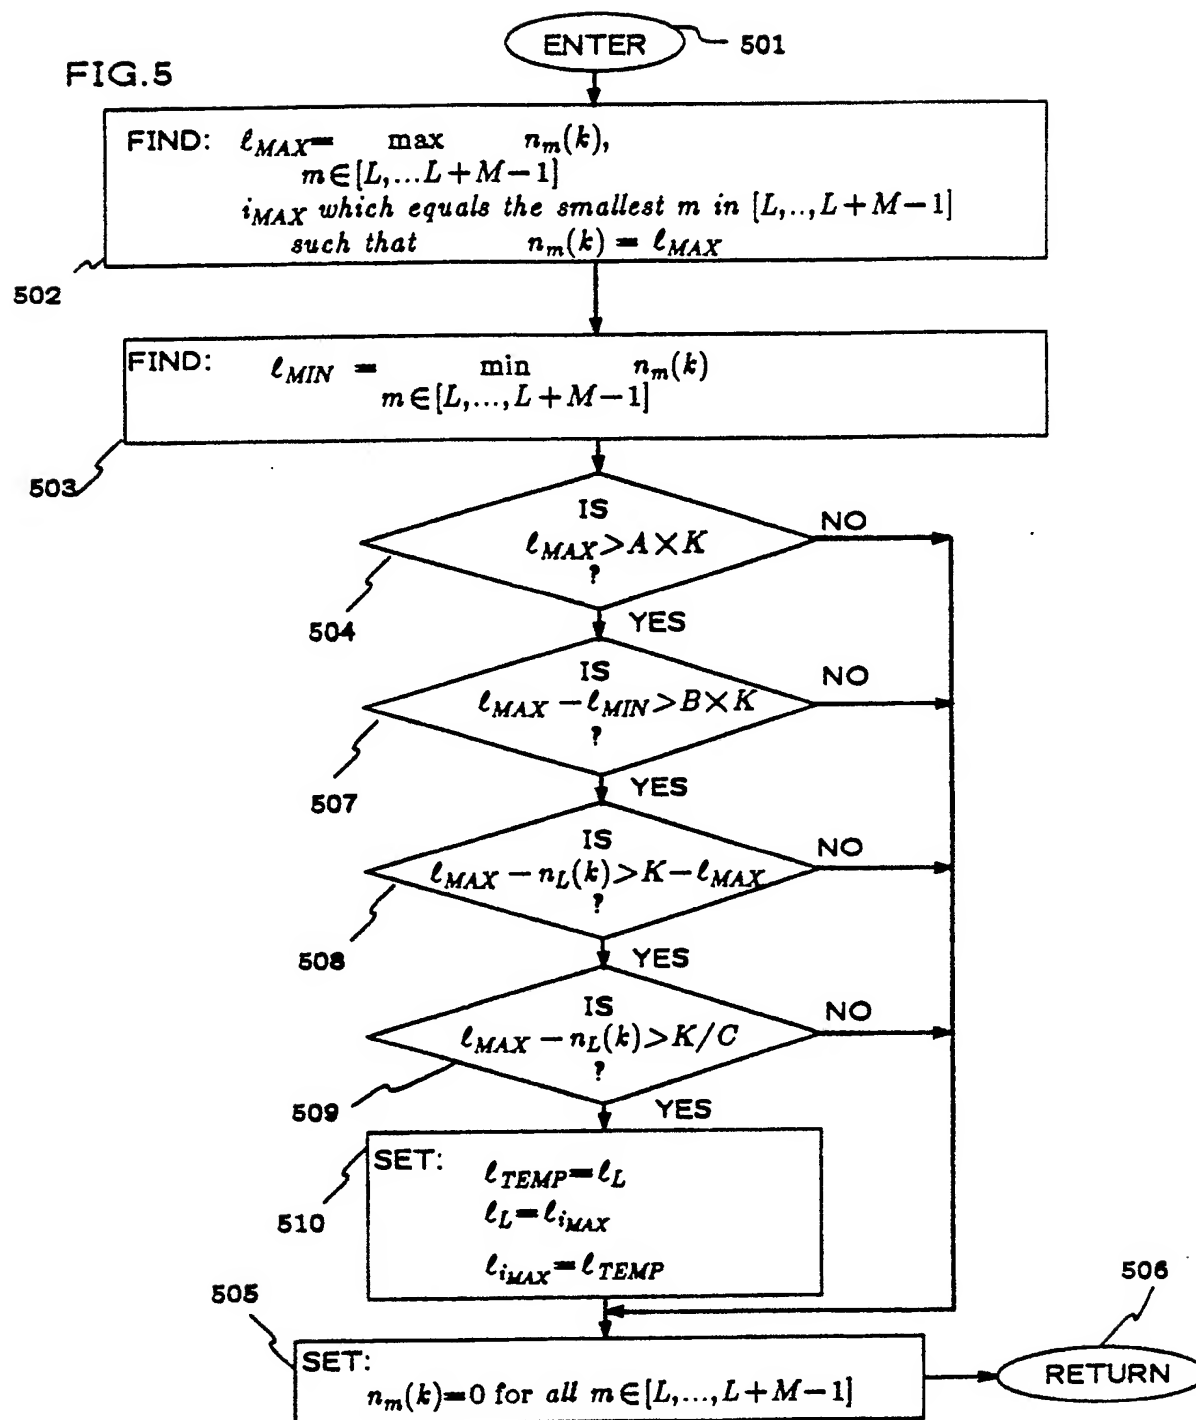 ENTER
501
FIG.5
FIND: ℓ_MAX= max n_m(k),
m∈[L,...L+M−1]
i_MAX which equals the smallest m in [L,..,L+M−1]
such that n_m(k) = ℓ_MAX
502
FIND: ℓ_MIN = min n_m(k)
m∈[L,...,L+M−1]
503
IS
ℓ_MAX>A×K
?
NO
504
YES
IS
ℓ_MAX−ℓ_MIN>B×K
?
NO
507
YES
IS
ℓ_MAX−n_L(k)>K−ℓ_MAX
?
NO
508
YES
IS
ℓ_MAX−n_L(k)>K/C
?
NO
509
YES
SET: ℓ_TEMP=ℓ_L
ℓ_L=ℓ_i_MAX
ℓ_i_MAX=ℓ_TEMP
510
505
506
SET:
n_m(k)=0 for all m∈[L,...,L+M−1]
RETURN